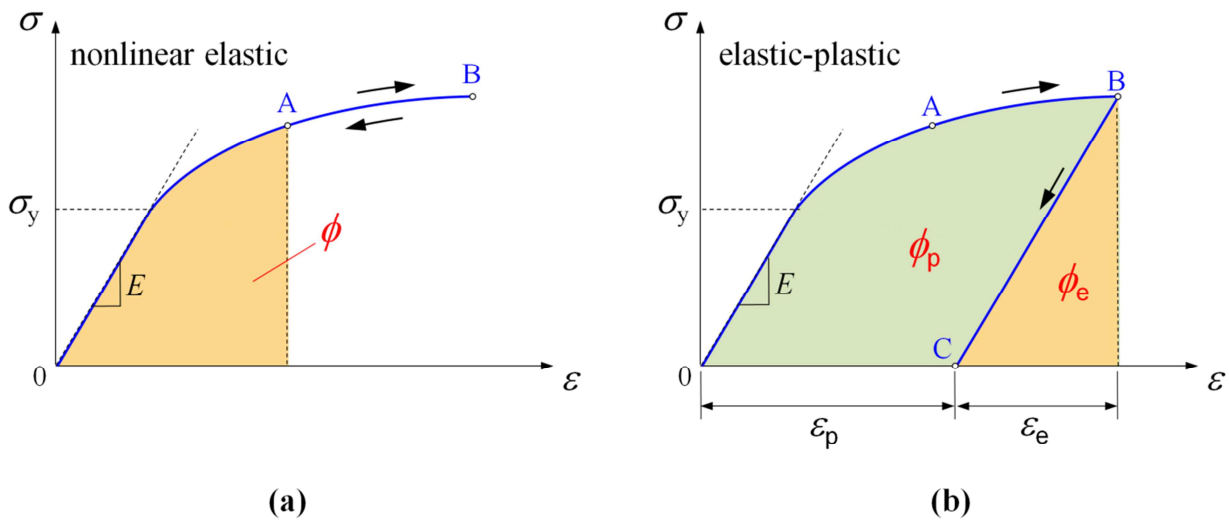 σ
nonlinear elastic
A
B
σy
ϕ
E
0
ε
(a)
σ
elastic-plastic
A
B
σy
ϕp
ϕe
E
C
0
ε
εp
εe
(b)